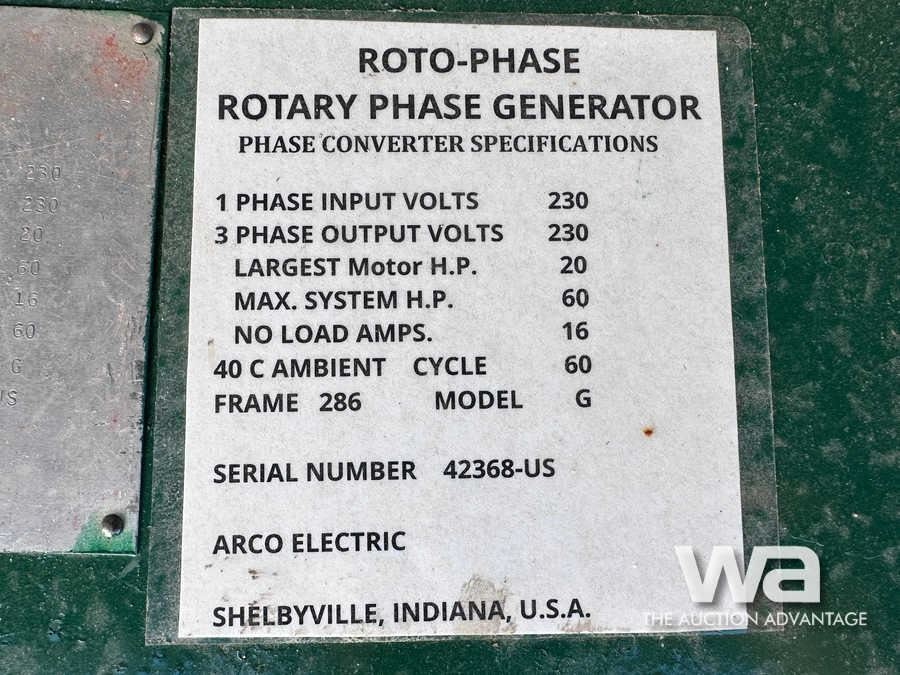 ROTO-PHASE
ROTARY PHASE GENERATOR
PHASE CONVERTER SPECIFICATIONS
1 PHASE INPUT VOLTS 230
3 PHASE OUTPUT VOLTS 230
LARGEST Motor H.P. 20
MAX. SYSTEM H.P. 60
NO LOAD AMPS. 16
40 C AMBIENT CYCLE 60
FRAME 286 MODEL G
SERIAL NUMBER 42368-US
ARCO ELECTRIC
SHELBYVILLE, INDIANA, U.S.A.
230
230
20
60
16
60
G
US
wa
THE AUCTION ADVANTAGE